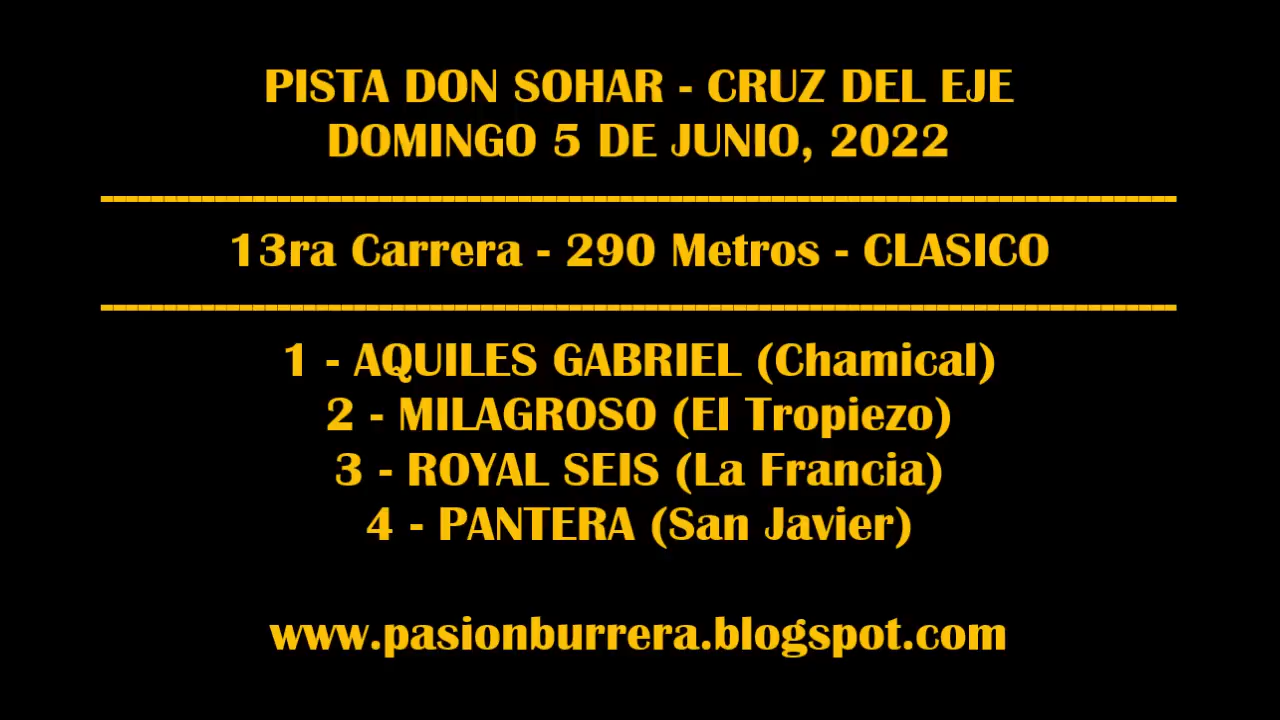 PISTA DON SOHAR - CRUZ DEL EJE
DOMINGO 5 DE JUNIO, 2022
13ra Carrera - 290 Metros - CLASICO
1 - AQUILES GABRIEL (Chamical)
2 - MILAGROSO (El Tropiezo)
3 - ROYAL SEIS (La Francia)
4 - PANTERA (San Javier)
www.pasionburrera.blogspot.com